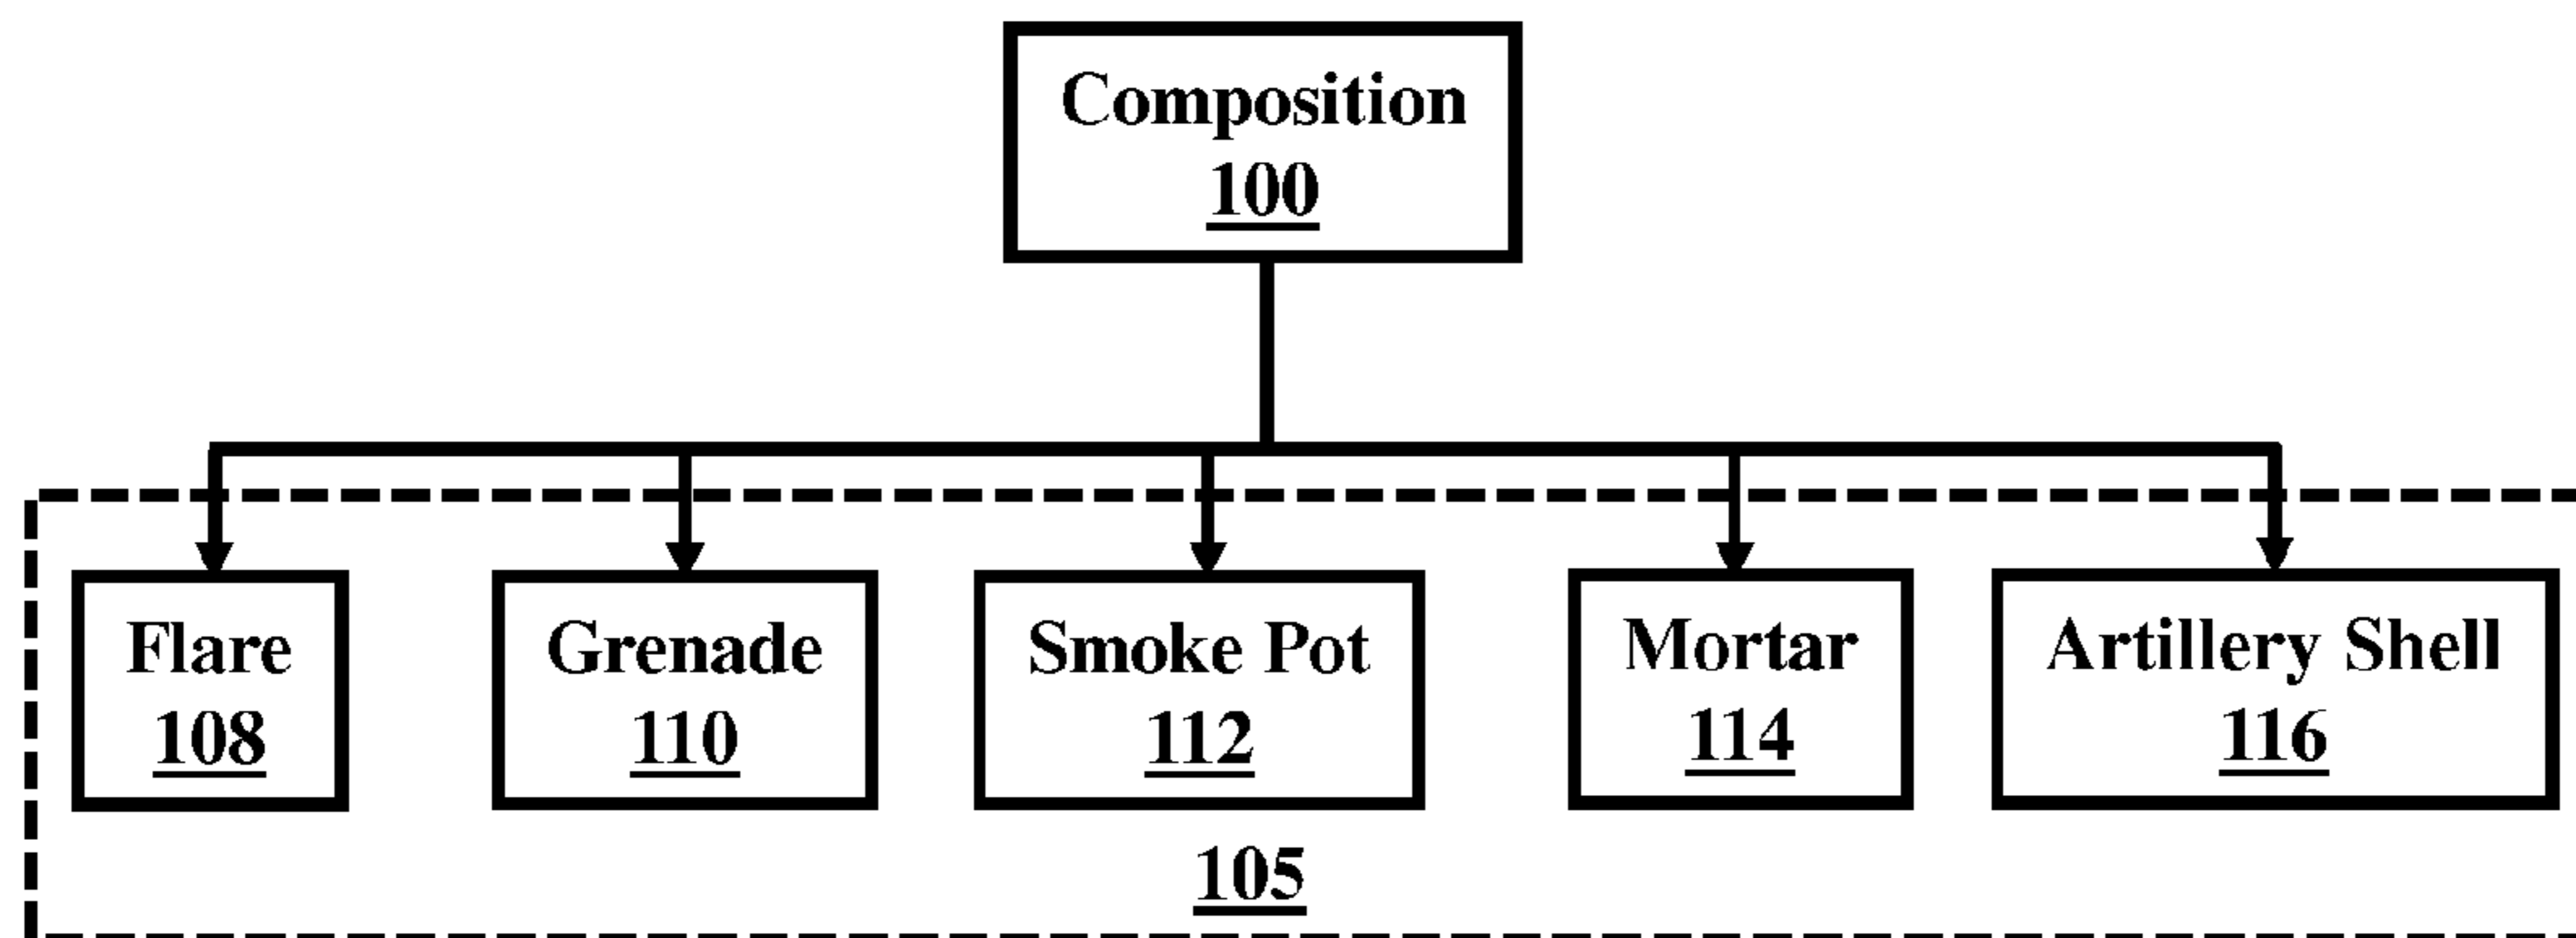 Composition
100
Flare
108
Grenade
110
Smoke Pot
112
Mortar
114
Artillery Shell
116
105